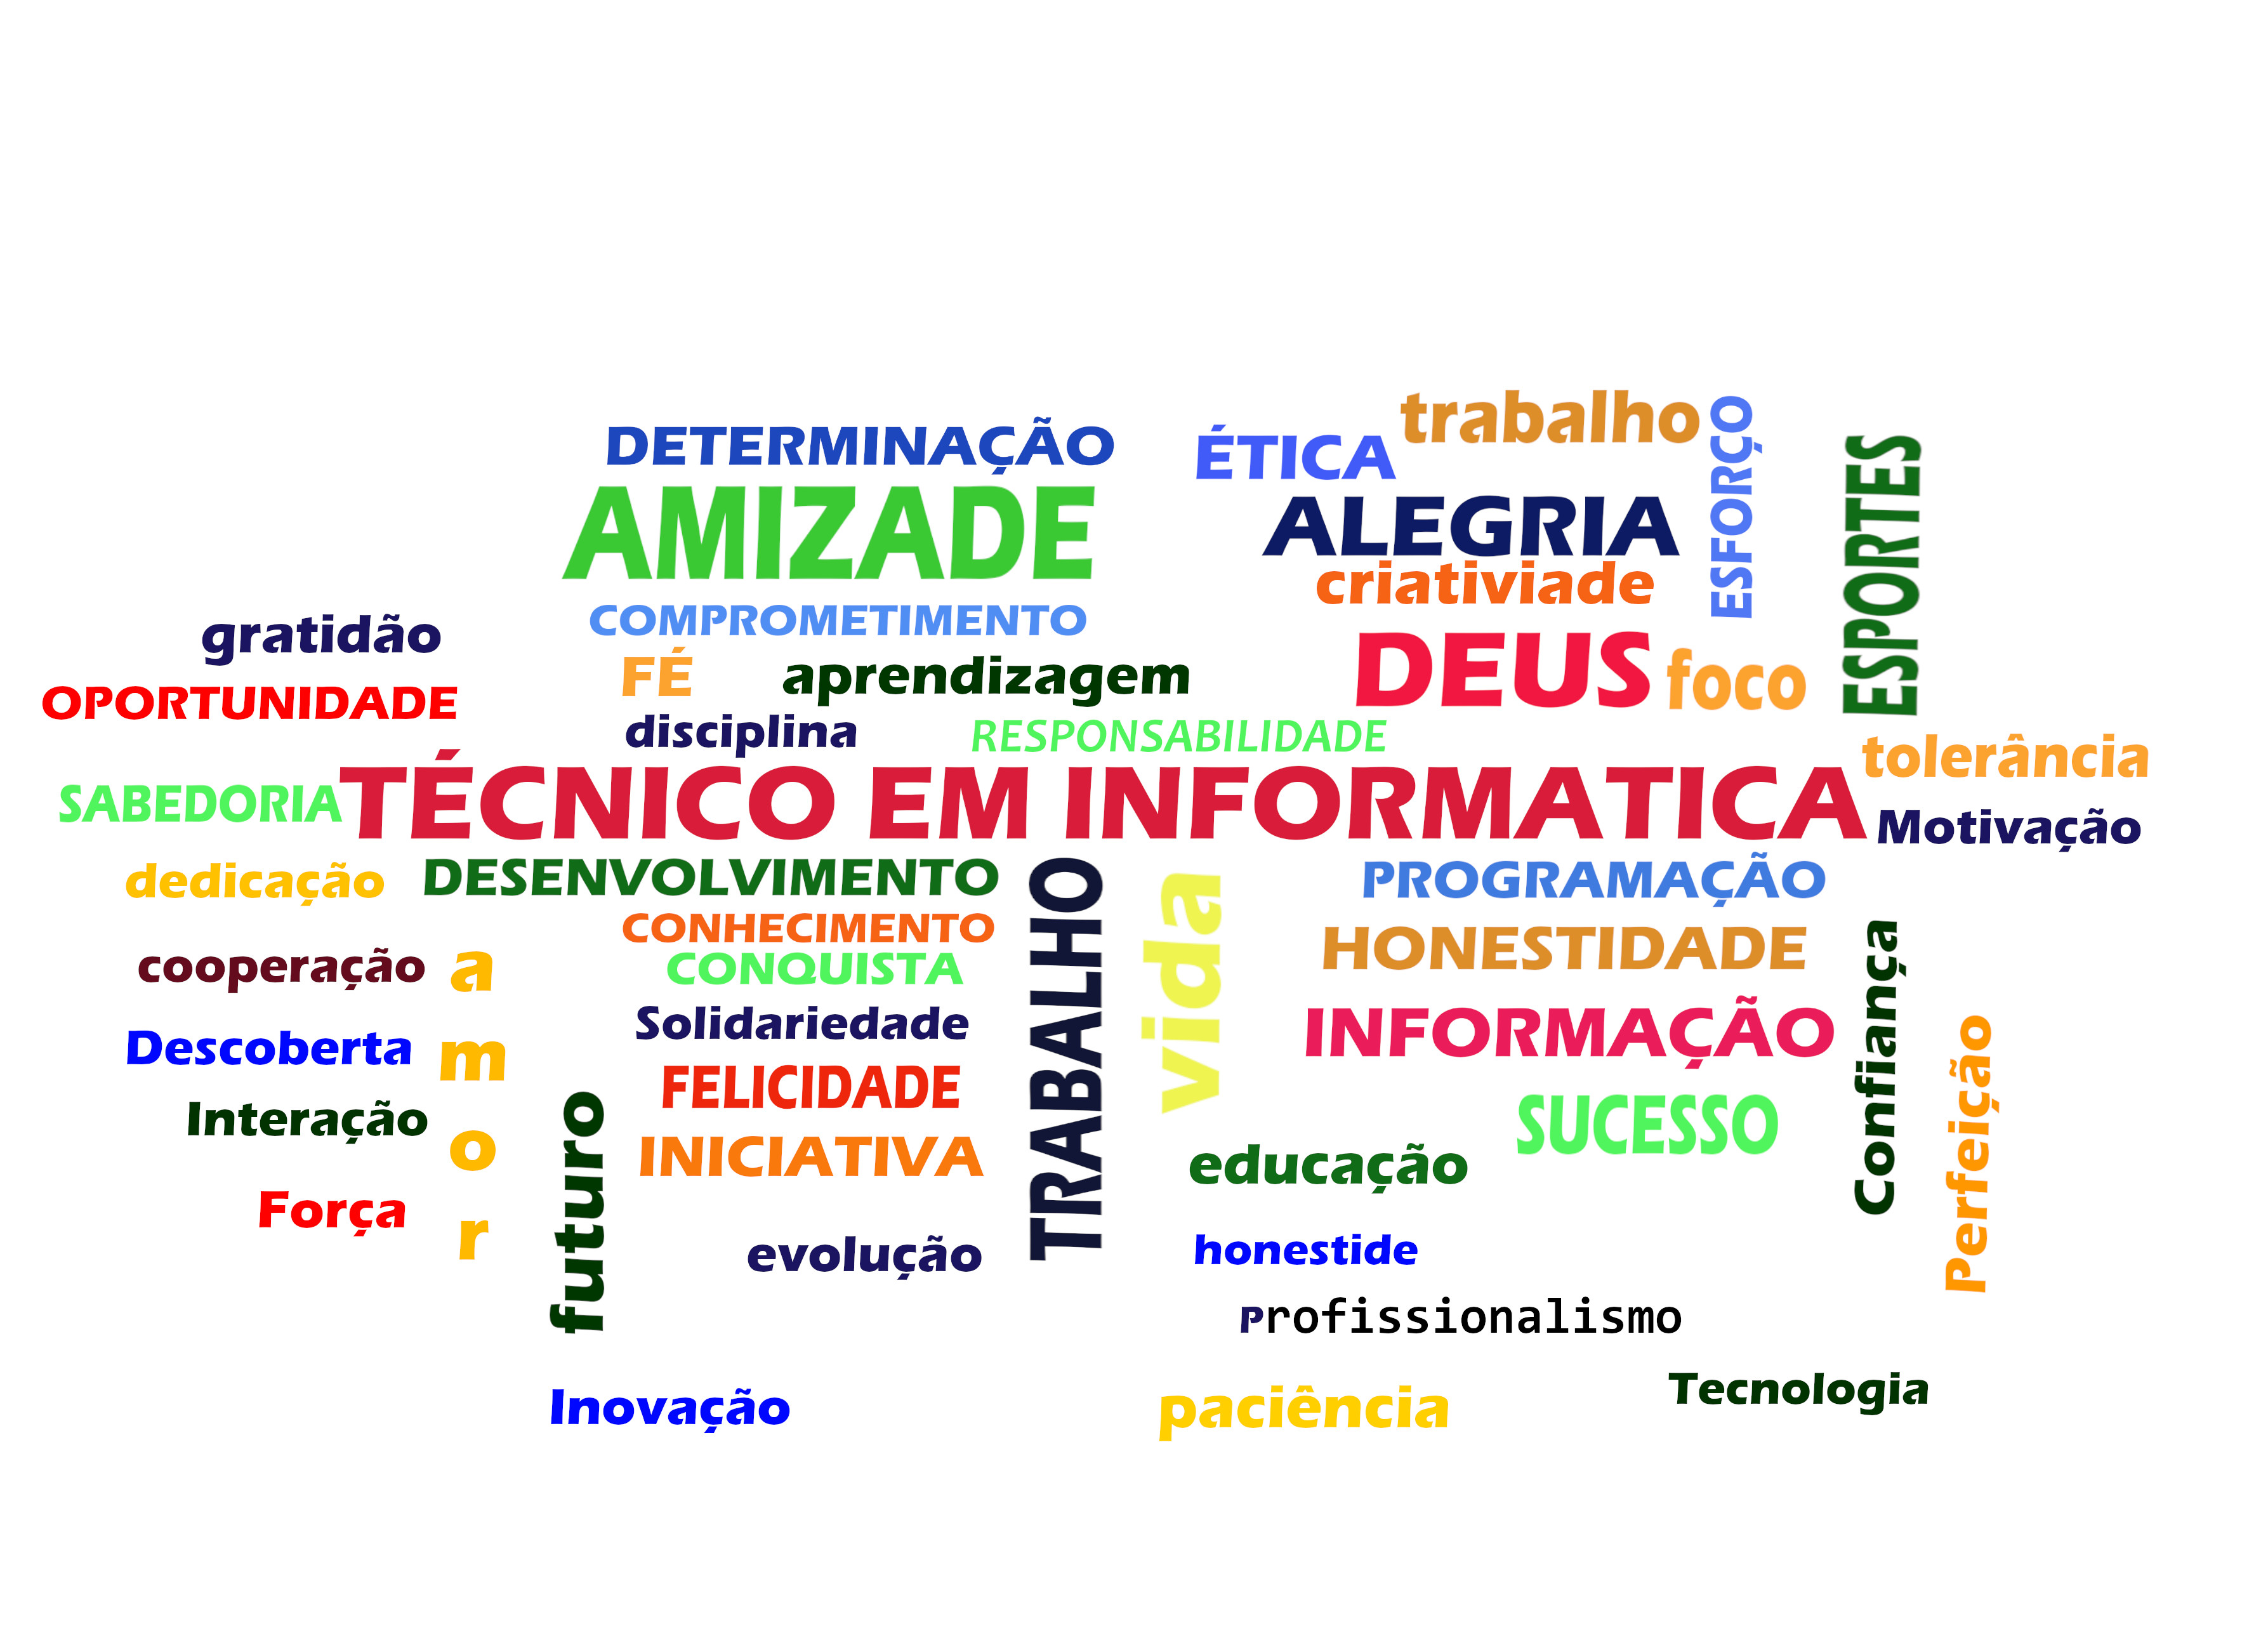 trabalho
DETERMINAÇÃO
ÉTICA
ESFORÇO
ESPORTES
AMIZADE
ALEGRIA
criativiade
COMPROMETIMENTO
gratidão
DEUS
foco
FÉ
aprendizagem
OPORTUNIDADE
disciplina
RESPONSABILIDADE
tolerância
SABEDORIA
TÉCNICO EM INFORMATICA
Motivação
dedicação
DESENVOLVIMENTO
TRABALHO
vida
PROGRAMAÇÃO
CONHECIMENTO
HONESTIDADE
cooperação
amor
CONQUISTA
Confiança
Solidariedade
INFORMAÇÃO
Descoberta
Perfeição
FELICIDADE
Interação
SUCESSO
futuro
INICIATIVA
educação
Força
evolução
honestide
Profissionalismo
Tecnologia
Inovação
paciência